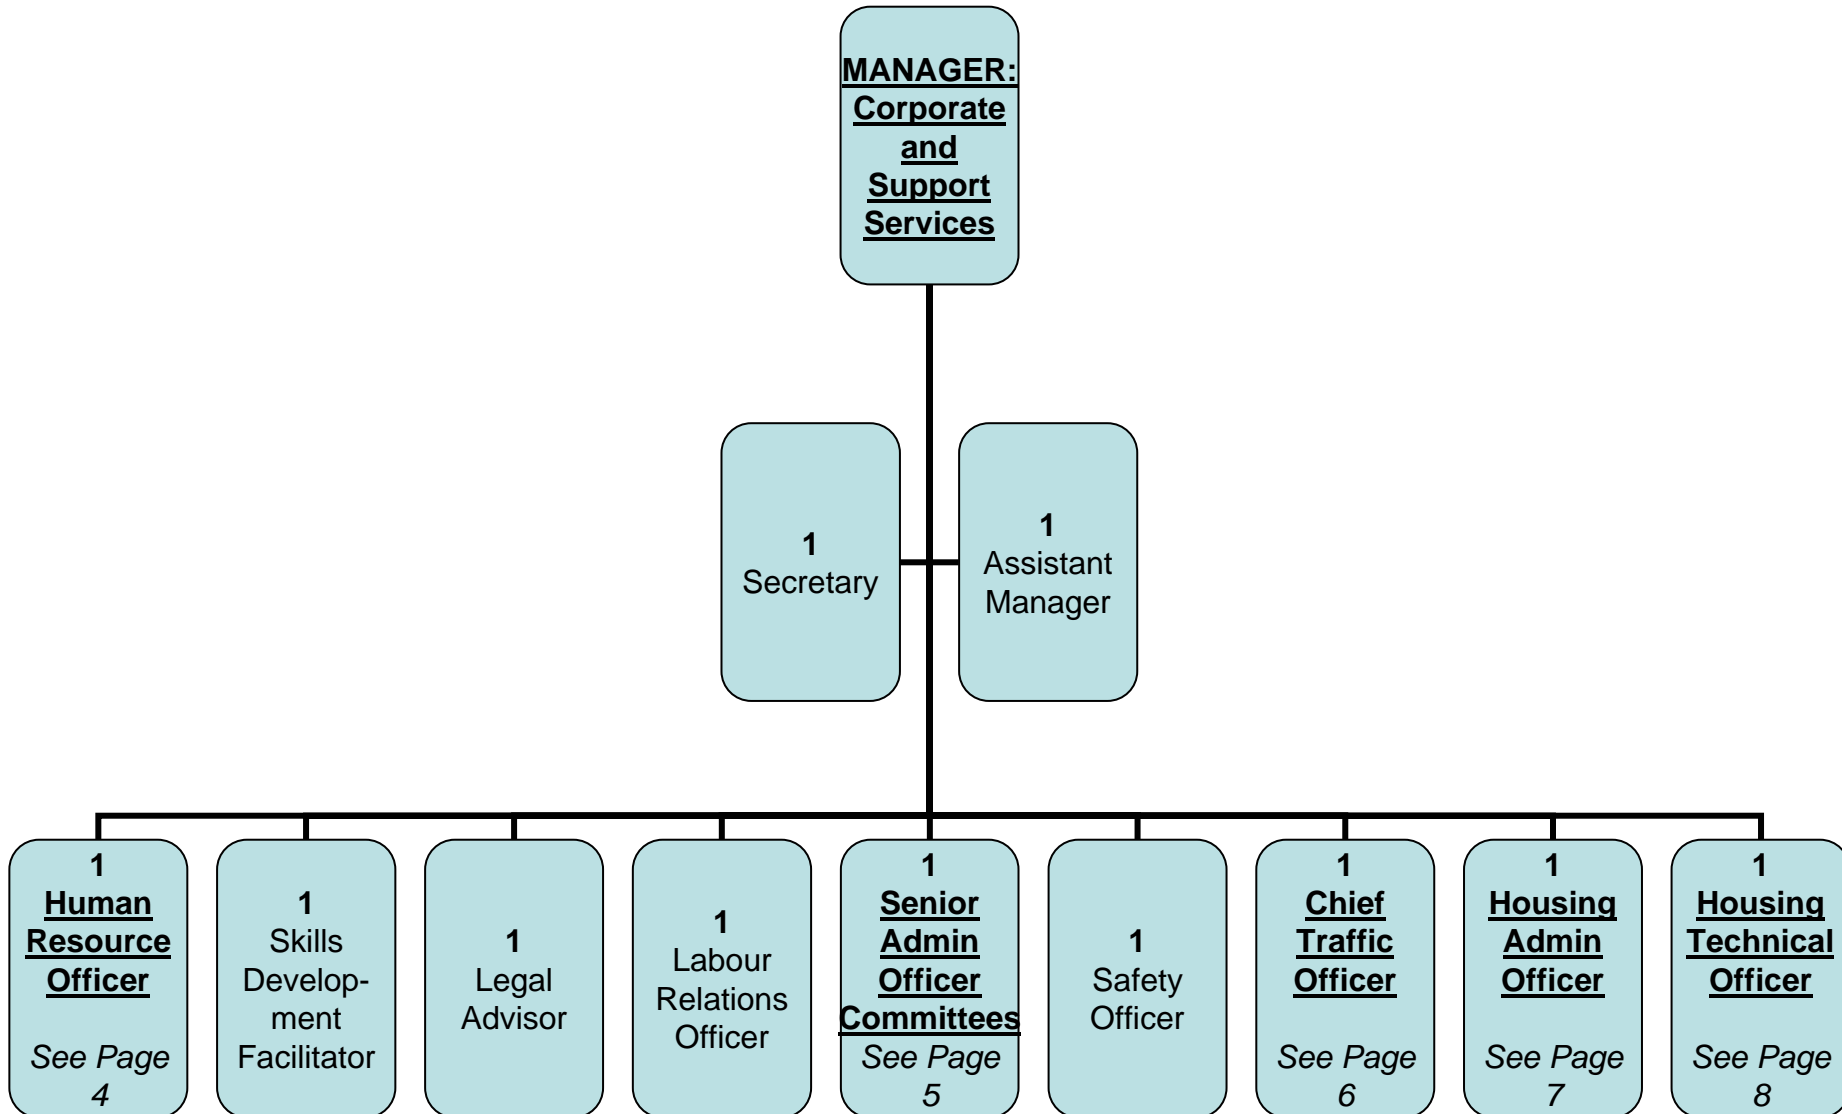 MANAGER:
Corporate
and
Support
Services
1
Secretary
1
Assistant
Manager
1
Human
Resource
Officer
See Page
4
1
Skills
Develop-
ment
Facilitator
1
Legal
Advisor
1
Labour
Relations
Officer
1
Senior
Admin
Officer
Committees
See Page
5
1
Safety
Officer
1
Chief
Traffic
Officer
See Page
6
1
Housing
Admin
Officer
See Page
7
1
Housing
Technical
Officer
See Page
8